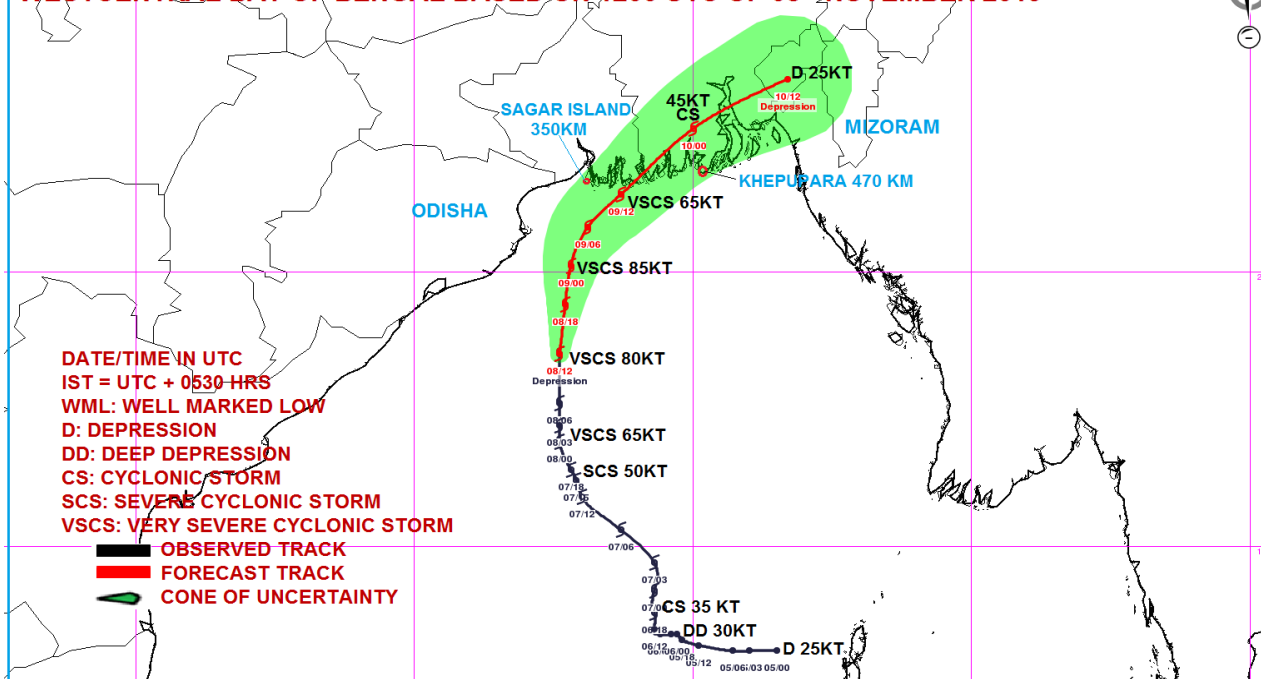 D 25KT
10/12
Depression
45KT
CS
10/00
SAGAR ISLAND
350KM
MIZORAM
KHEPUPARA 470 KM
ODISHA
VSCS 65KT
09/12
09/06
VSCS 85KT
09/00
08/18
VSCS 80KT
08/12
Depression
DATE/TIME IN UTC
IST = UTC + 0530 HRS
WML: WELL MARKED LOW
D: DEPRESSION
DD: DEEP DEPRESSION
CS: CYCLONIC STORM
SCS: SEVERE CYCLONIC STORM
VSCS: VERY SEVERE CYCLONIC STORM
OBSERVED TRACK
FORECAST TRACK
CONE OF UNCERTAINTY
08/06
08/03
VSCS 65KT
08/00
SCS 50KT
07/18
07/12
07/06
07/03
CS 35 KT
06/18
DD 30KT
06/12
05/18
05/12
D 25KT
05/00